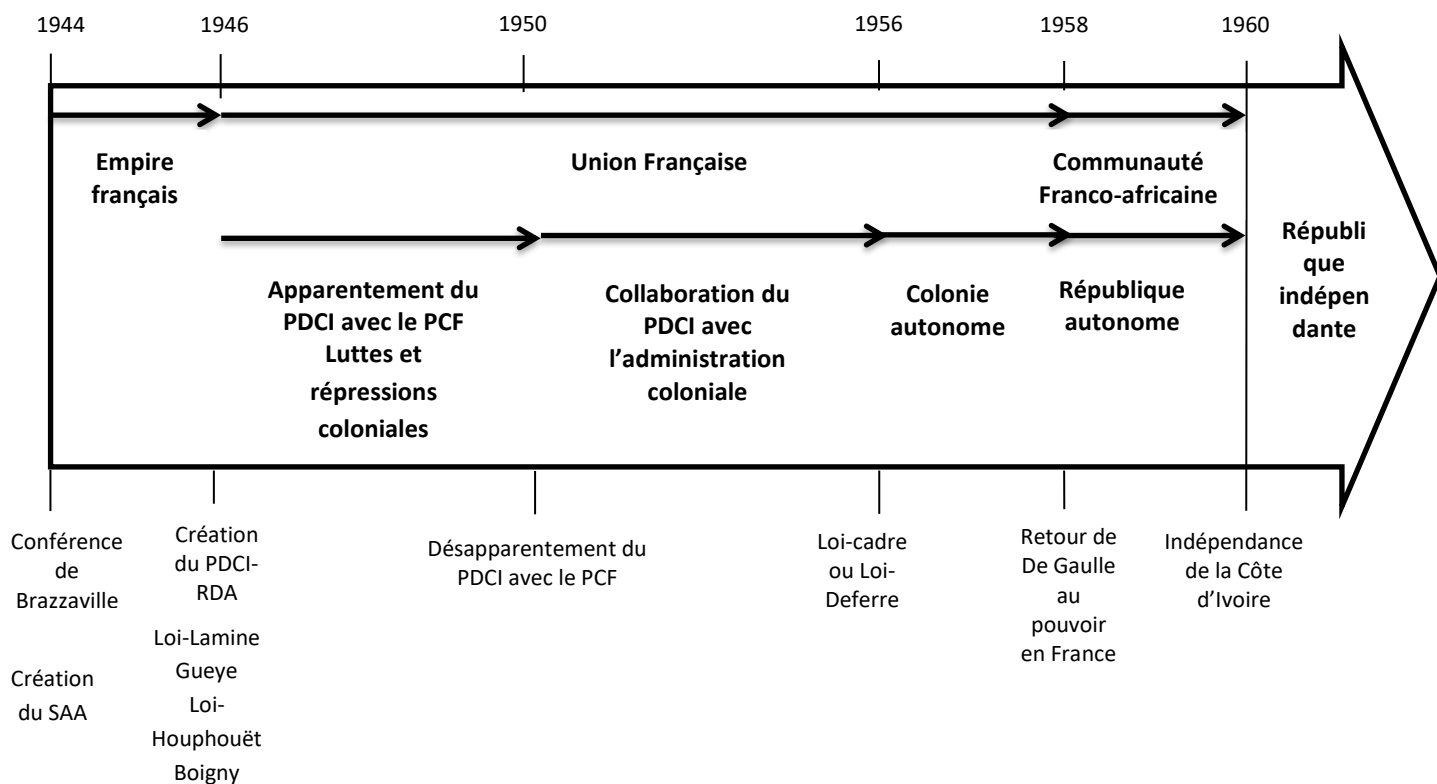 1944
1946
1950
1956
1958
1960
Empire
français
Union Française
Communauté
Franco-africaine
Apparentement du
PDCI avec le PCF
Luttes et
répressions
coloniales
Collaboration du
PDCI avec
l’administration
coloniale
Colonie
autonome
République
autonome
Républi
que
indépen
dante
Conférence
de
Brazzaville
Création
du SAA
Création
du PDCI-
RDA
Loi-Lamine
Gueye
Loi-
Houphouët
Boigny
Désapparentement du
PDCI avec le PCF
Loi-cadre
ou Loi-
Deferre
Retour de
De Gaulle
au
pouvoir
en France
Indépendance
de la Côte
d’Ivoire